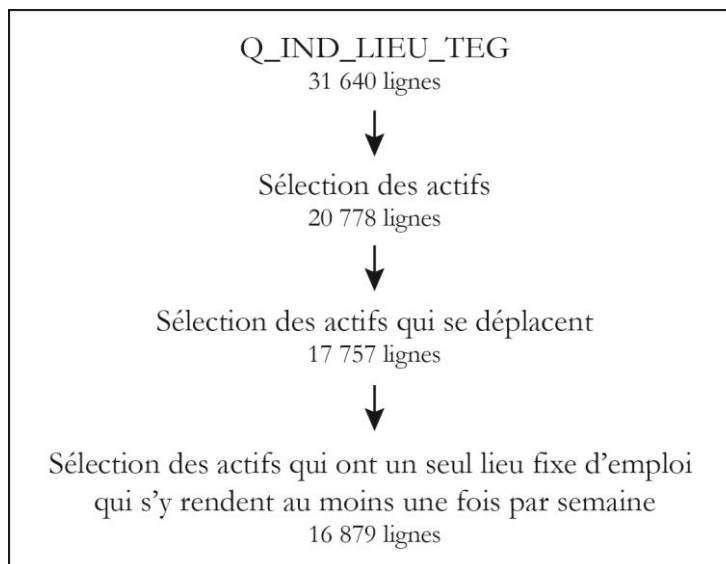 Q_IND_LIEU_TEG
31 640 lignes
Sélection des actifs
20 778 lignes
Sélection des actifs qui se déplacent
17 757 lignes
Sélection des actifs qui ont un seul lieu fixe d’emploi
qui s’y rendent au moins une fois par semaine
16 879 lignes